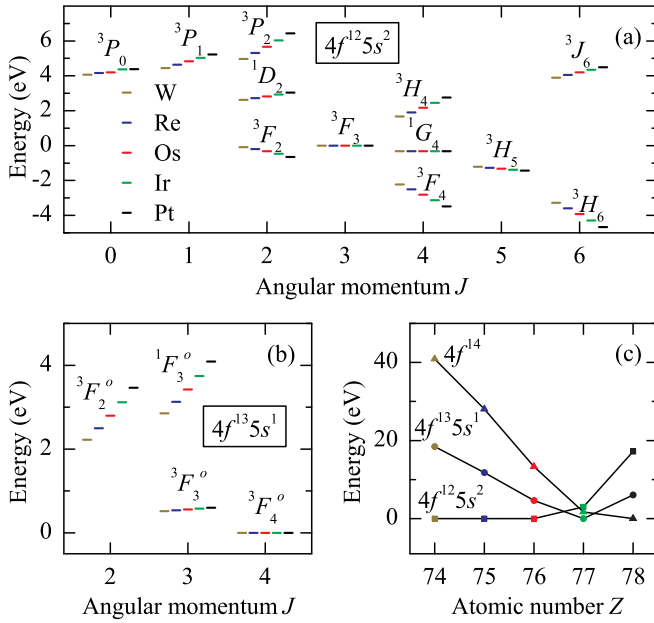 (a)
4f¹²5s²
³P₀ ³P₁ ³P₂ ³J₆
¹D₂ ³H₄
³F₂ ³F₃ ¹G₄ ³H₅
³F₄ ³H₆
W
Re
Os
Ir
Pt
Energy (eV)
6
4
2
0
-2
-4
0 1 2 3 4 5 6
Angular momentum J
(b)
¹F₃ᵒ
³F₂ᵒ
4f¹³5s¹
³F₃ᵒ ³F₄ᵒ
Energy (eV)
4
2
0
2 3 4
Angular momentum J
(c)
4f¹⁴
4f¹³5s¹
4f¹²5s²
Energy (eV)
40
20
0
74 75 76 77 78
Atomic number Z